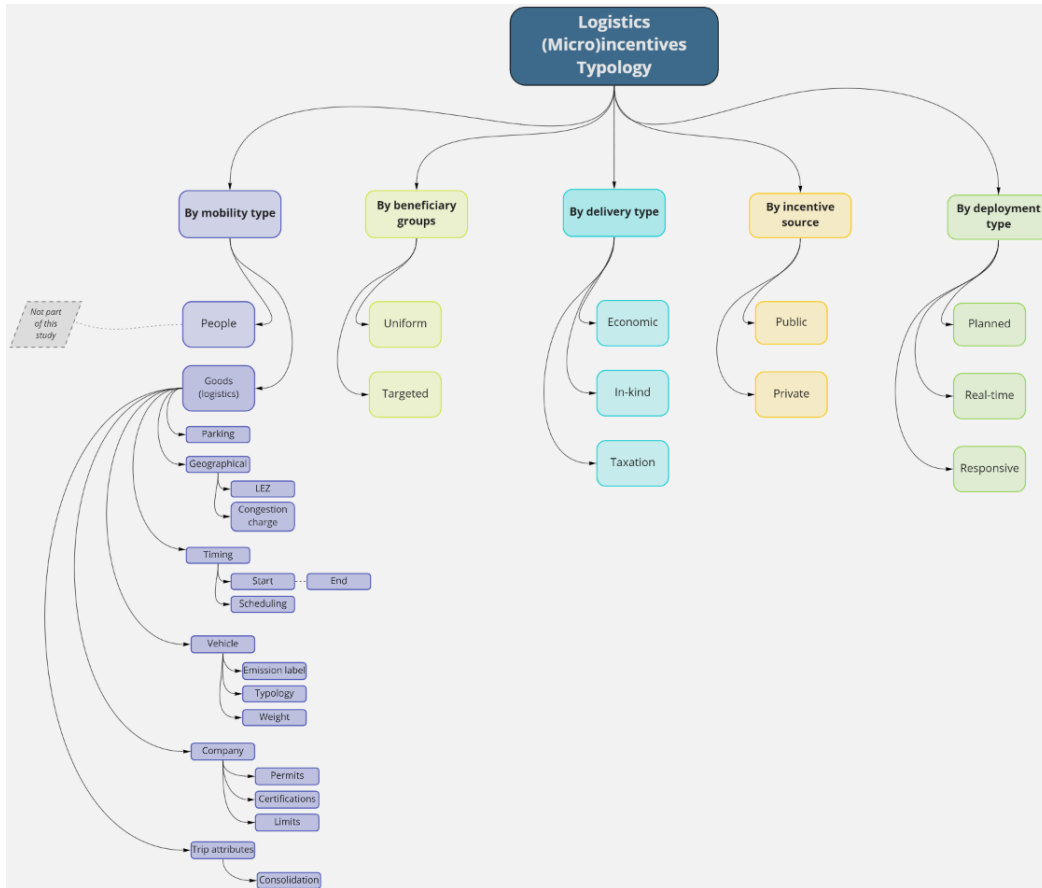 Logistics
(Micro)incentives
Typology
By mobility type
By beneficiary
groups
By delivery type
By incentive
source
By deployment
type
Not part
of this
study
People
Uniform
Economic
Public
Planned
Goods
(logistics)
Targeted
In-kind
Private
Real-time
Parking
Geographical
Taxation
Responsive
LEZ
Congestion
charge
Timing
Start
End
Scheduling
Vehicle
Emission label
Typology
Weight
Company
Permits
Certifications
Limits
Trip attributes
Consolidation